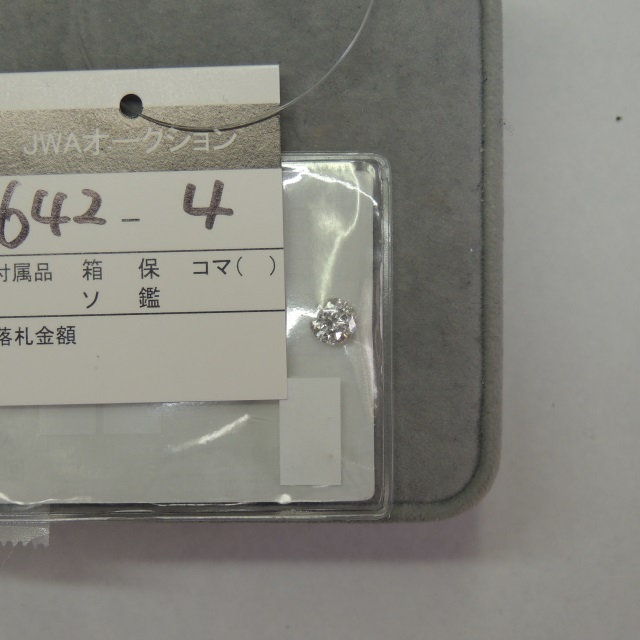 JWAオークション
642-4
付属品 箱 保 コマ( )
ソ 鑑
落札金額